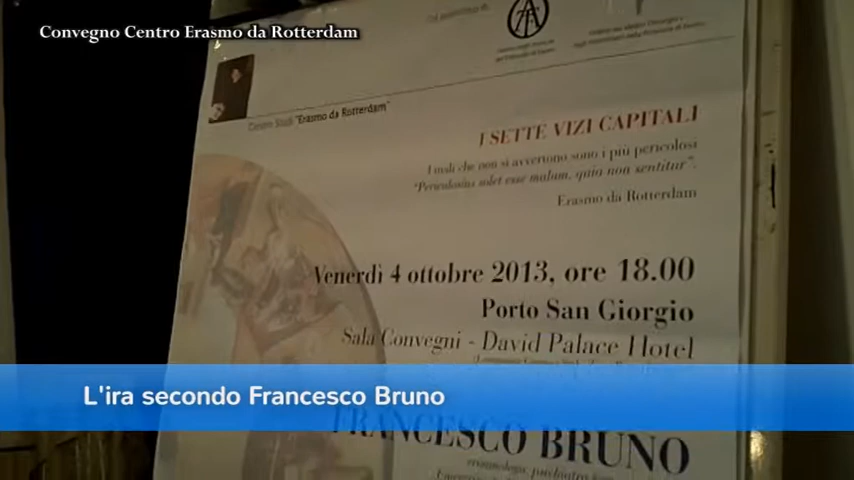 Convegno Centro Erasmo da Rotterdam
Centro Studi "Erasmo da Rotterdam"
I SETTE VIZI CAPITALI
I mali che non si avvertono sono i più pericolosi
"Periculosius solet esse malum, quia non sentitur".
Erasmo da Rotterdam
Venerdì 4 ottobre 2013, ore 18.00
Porto San Giorgio
Sala Convegni - David Palace Hotel
L'ira secondo Francesco Bruno
FRANCESCO BRUNO